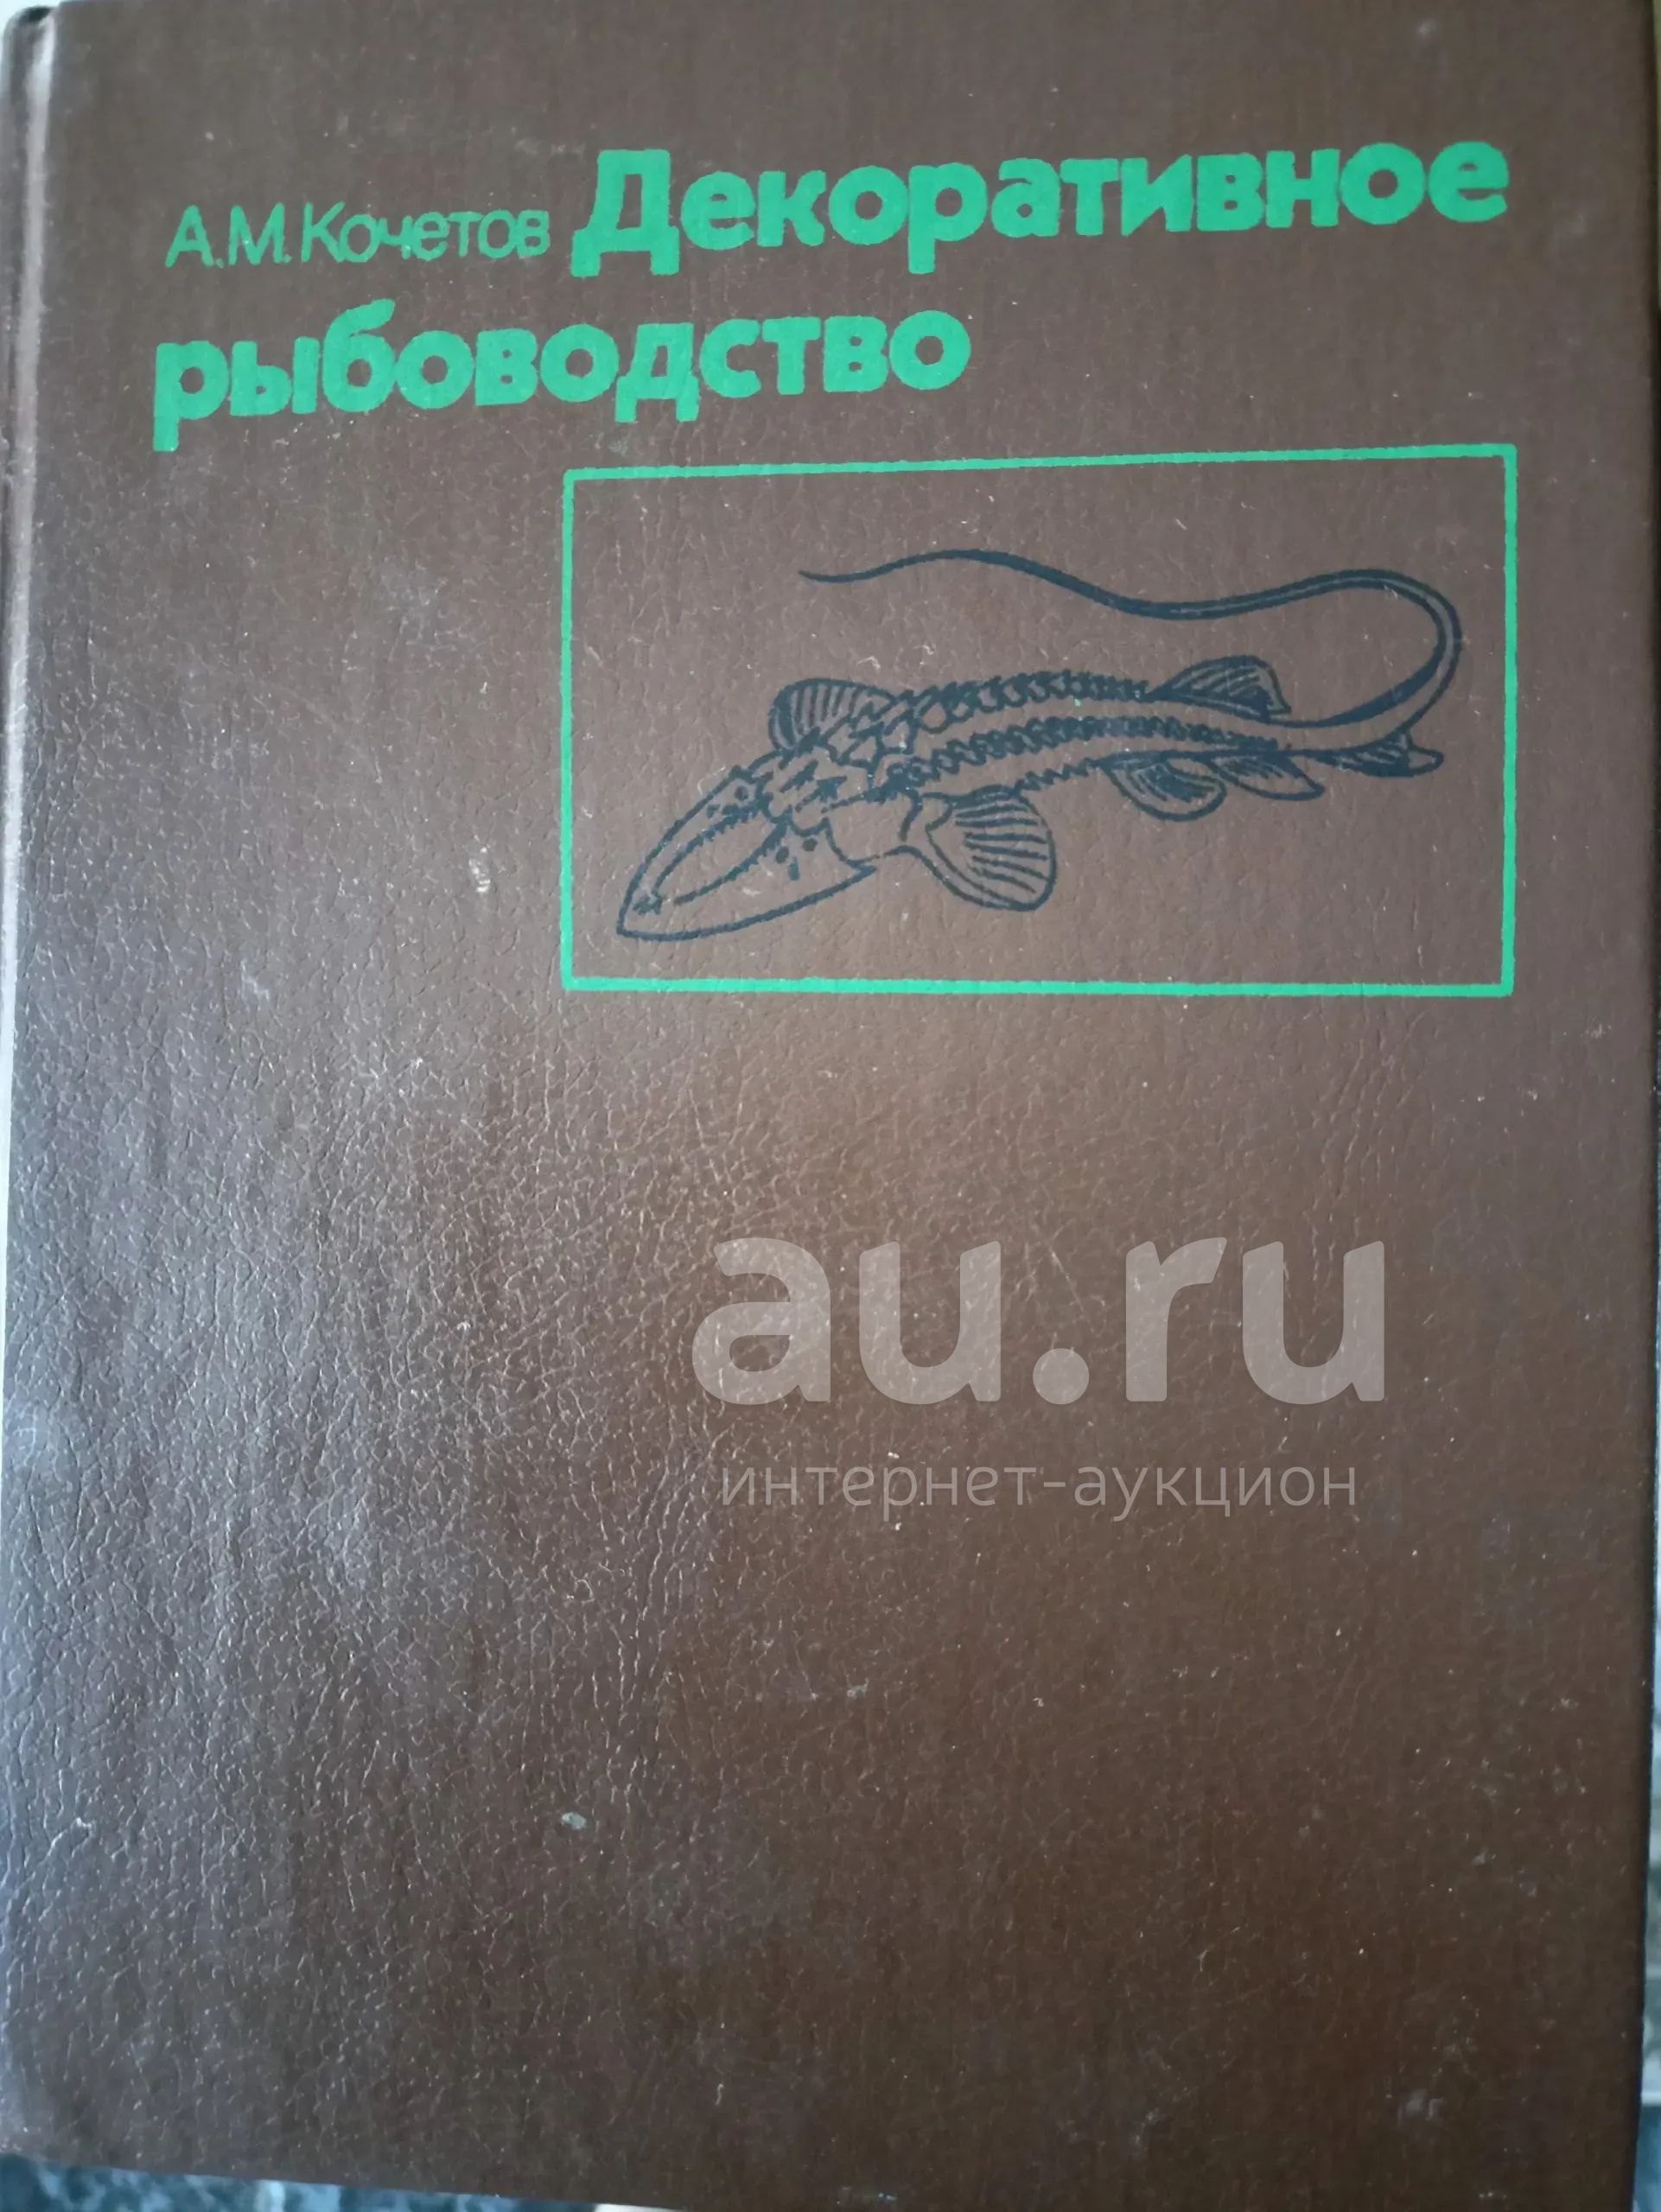 А.М.Кочетов Декоративное
рыбоводство
au.ru
интернет-аукцион